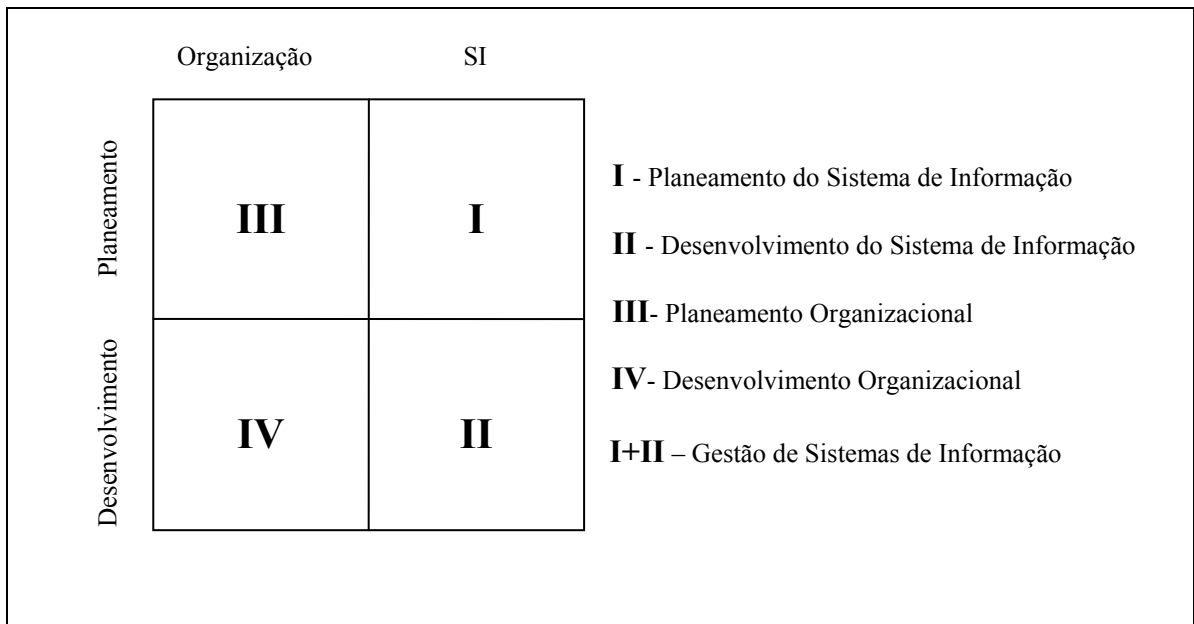 Organização SI
Planeamento
III I
Desenvolvimento
IV II
I - Planeamento do Sistema de Informação
II - Desenvolvimento do Sistema de Informação
III- Planeamento Organizacional
IV- Desenvolvimento Organizacional
I+II – Gestão de Sistemas de Informação